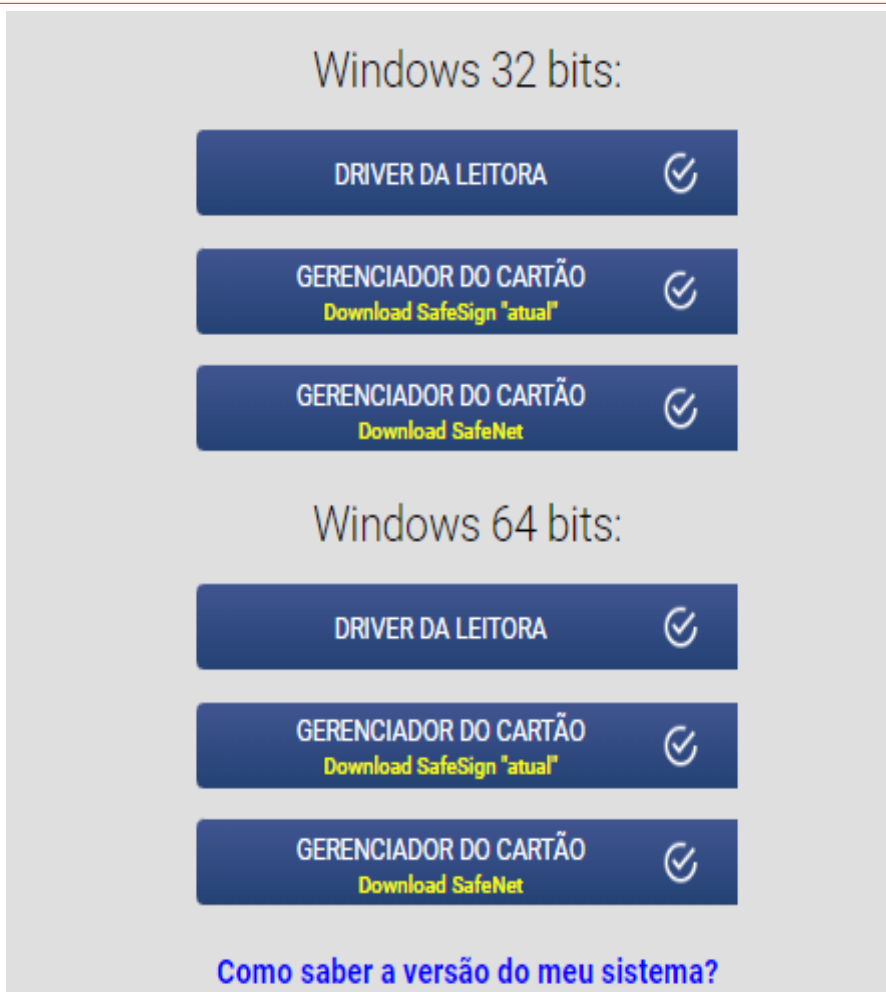 Windows 32 bits:
DRIVER DA LEITORA
GERENCIADOR DO CARTÃO
Download SafeSign "atual"
GERENCIADOR DO CARTÃO
Download SafeNet
Windows 64 bits:
DRIVER DA LEITORA
GERENCIADOR DO CARTÃO
Download SafeSign "atual"
GERENCIADOR DO CARTÃO
Download SafeNet
Como saber a versão do meu sistema?